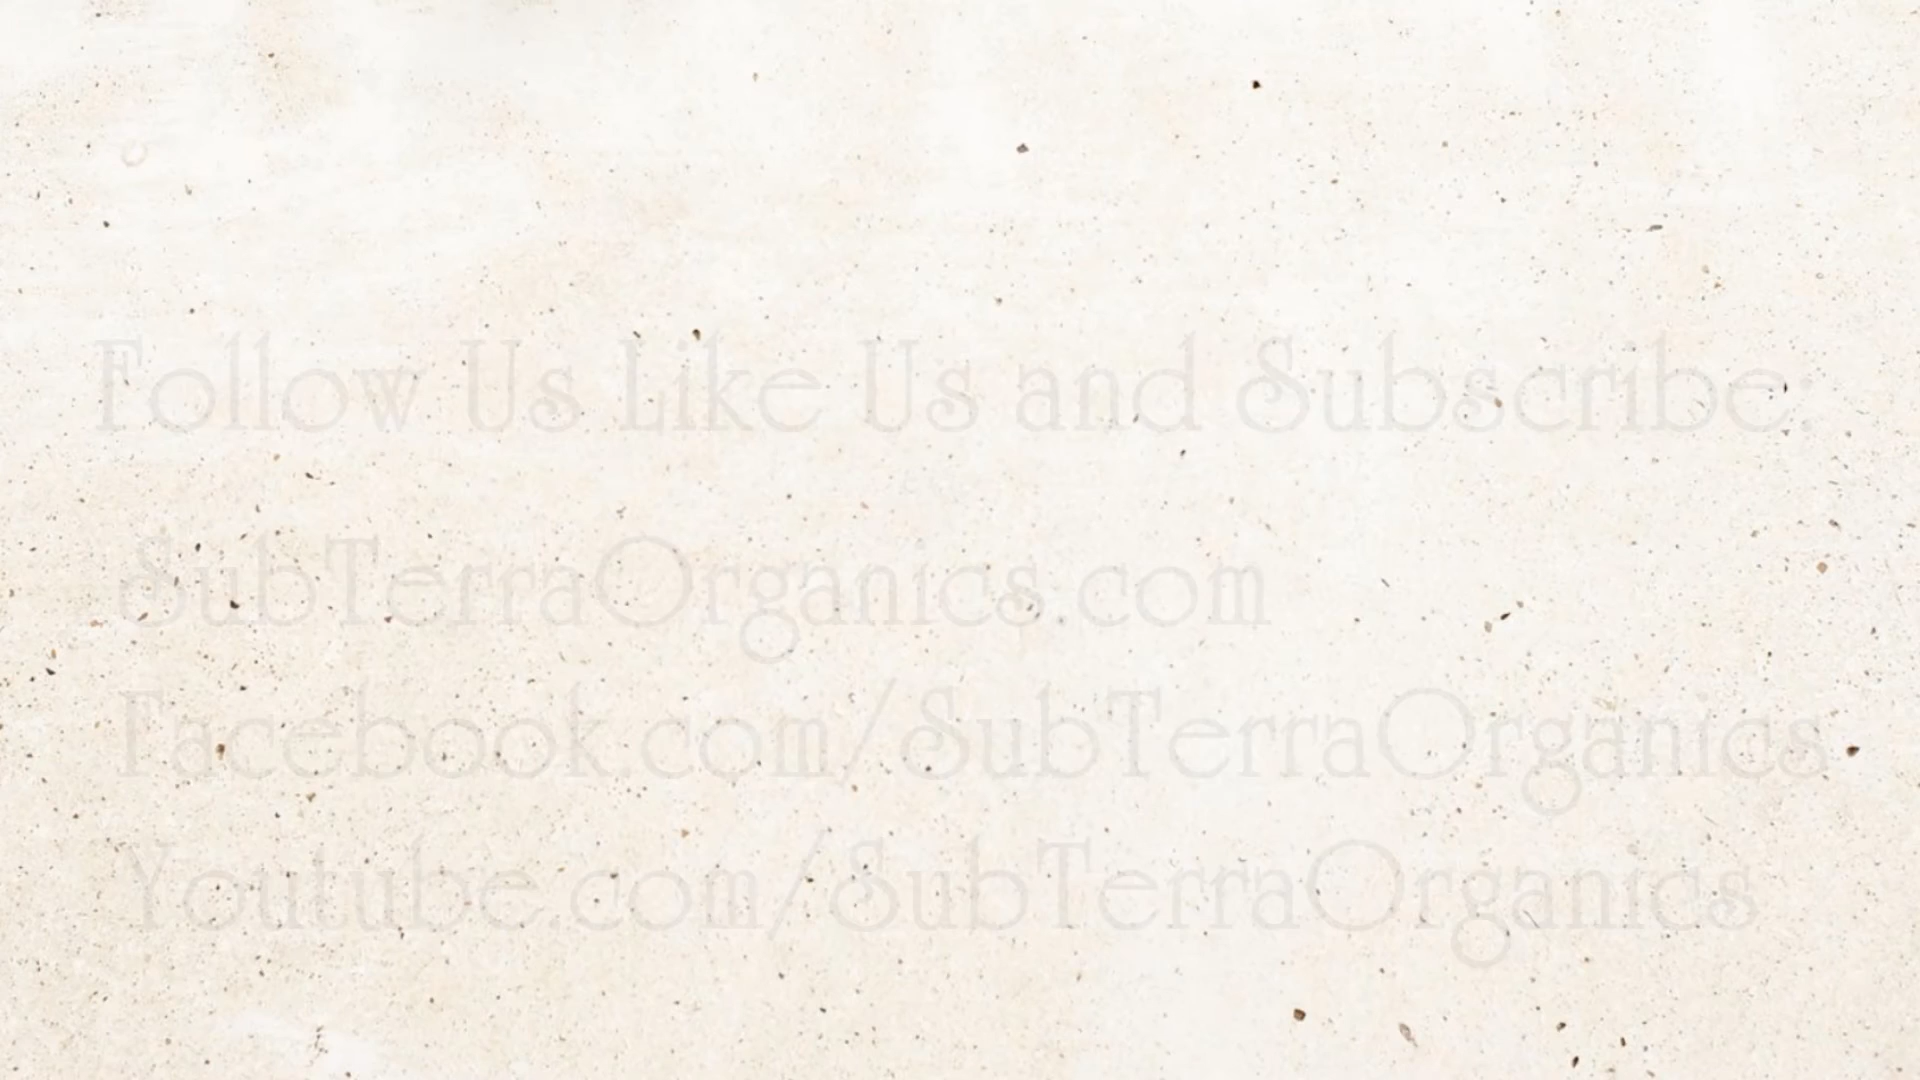 Follow Us Like Us and Subscribe:
SubTerraOrganics.com
Facebook.com/SubTerraOrganics
Youtube.com/SubTerraOrganics